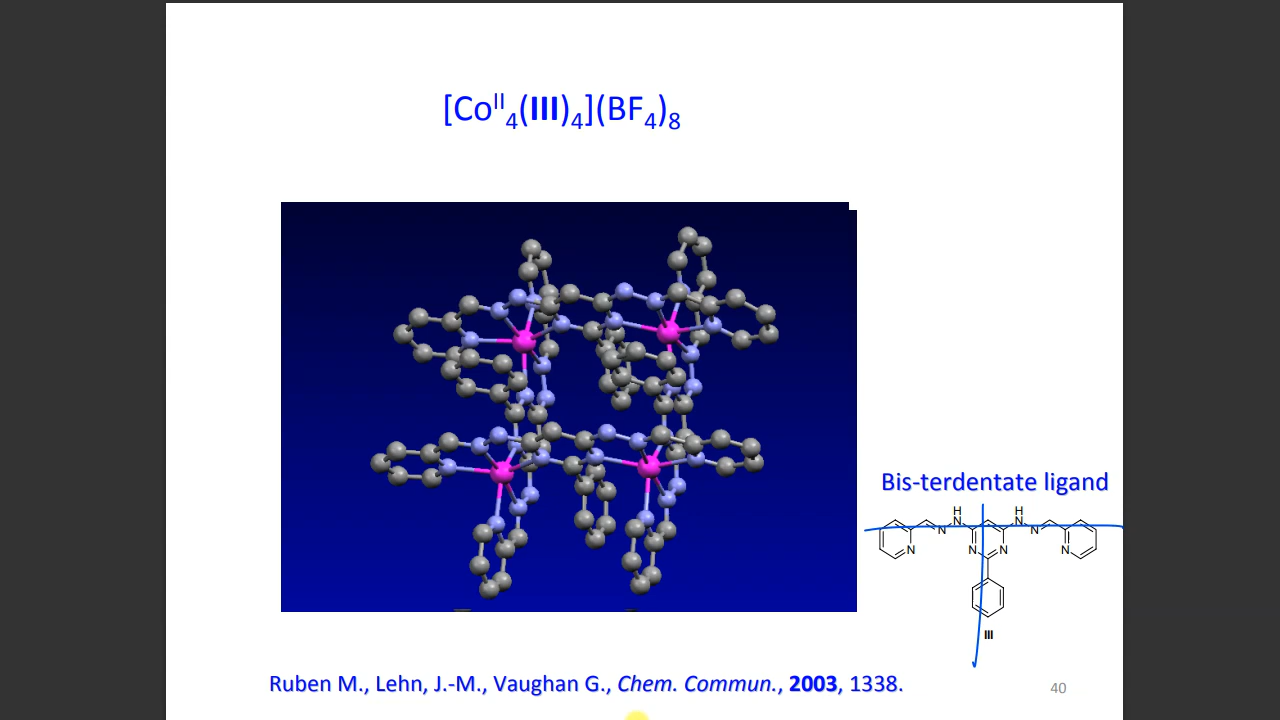 [Coᴵᴵ₄(III)₄](BF₄)₈
Bis-terdentate ligand
H H
N N
N N
N N N N
III
Ruben M., Lehn, J.-M., Vaughan G., Chem. Commun., 2003, 1338.
40